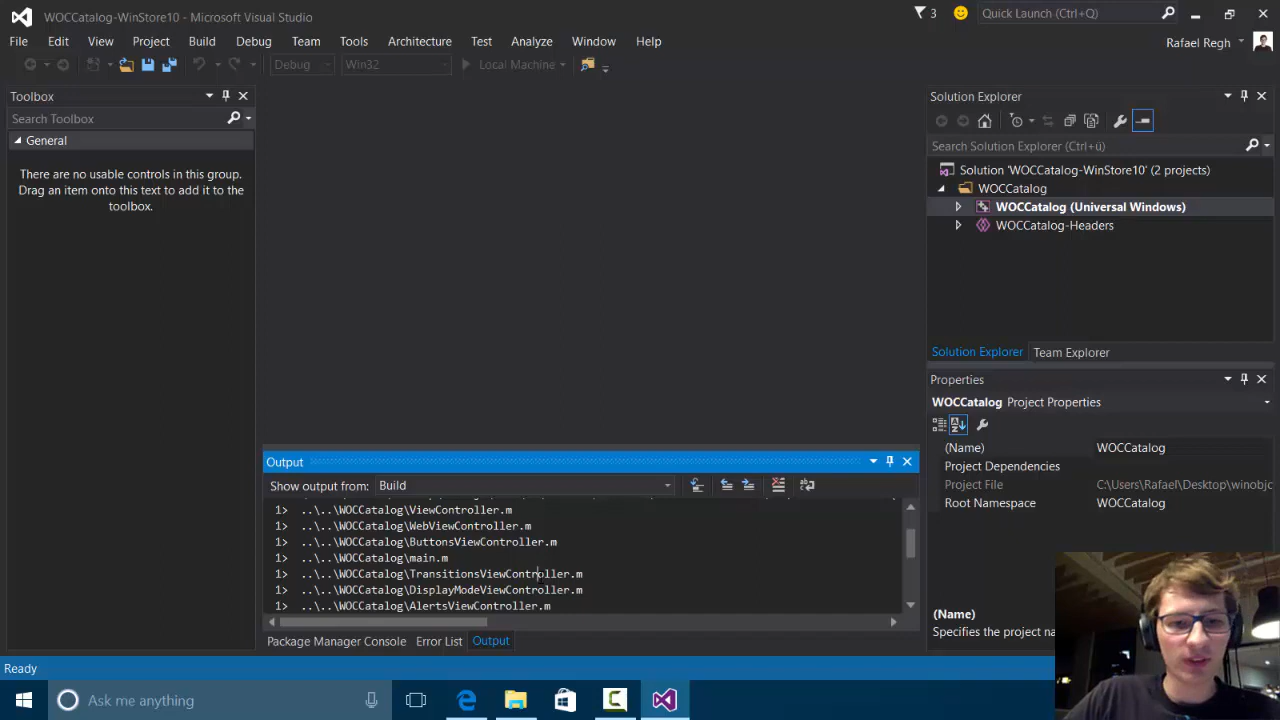 WOCCatalog-WinStore10 - Microsoft Visual Studio
3
Quick Launch (Ctrl+Q)
File Edit View Project Build Debug Team Tools Architecture Test Analyze Window Help
Rafael Regh
Debug Win32 Local Machine
Toolbox
Search Toolbox
General
There are no usable controls in this group.
Drag an item onto this text to add it to the
toolbox.
Solution Explorer
Search Solution Explorer (Ctrl+ü)
Solution 'WOCCatalog-WinStore10' (2 projects)
WOCCatalog
WOCCatalog (Universal Windows)
WOCCatalog-Headers
Solution Explorer Team Explorer
Properties
WOCCatalog Project Properties
(Name) WOCCatalog
Project Dependencies
Project File C:\Users\Rafael\Desktop\winobjc
Root Namespace WOCCatalog
(Name)
Specifies the project na
Output
Show output from: Build
1> ..\..\WOCCatalog\ViewController.m
1> ..\..\WOCCatalog\WebViewController.m
1> ..\..\WOCCatalog\ButtonsViewController.m
1> ..\..\WOCCatalog\main.m
1> ..\..\WOCCatalog\TransitionsViewController.m
1> ..\..\WOCCatalog\DisplayModeViewController.m
1> ..\..\WOCCatalog\AlertsViewController.m
Package Manager Console Error List Output
Ready
Ask me anything